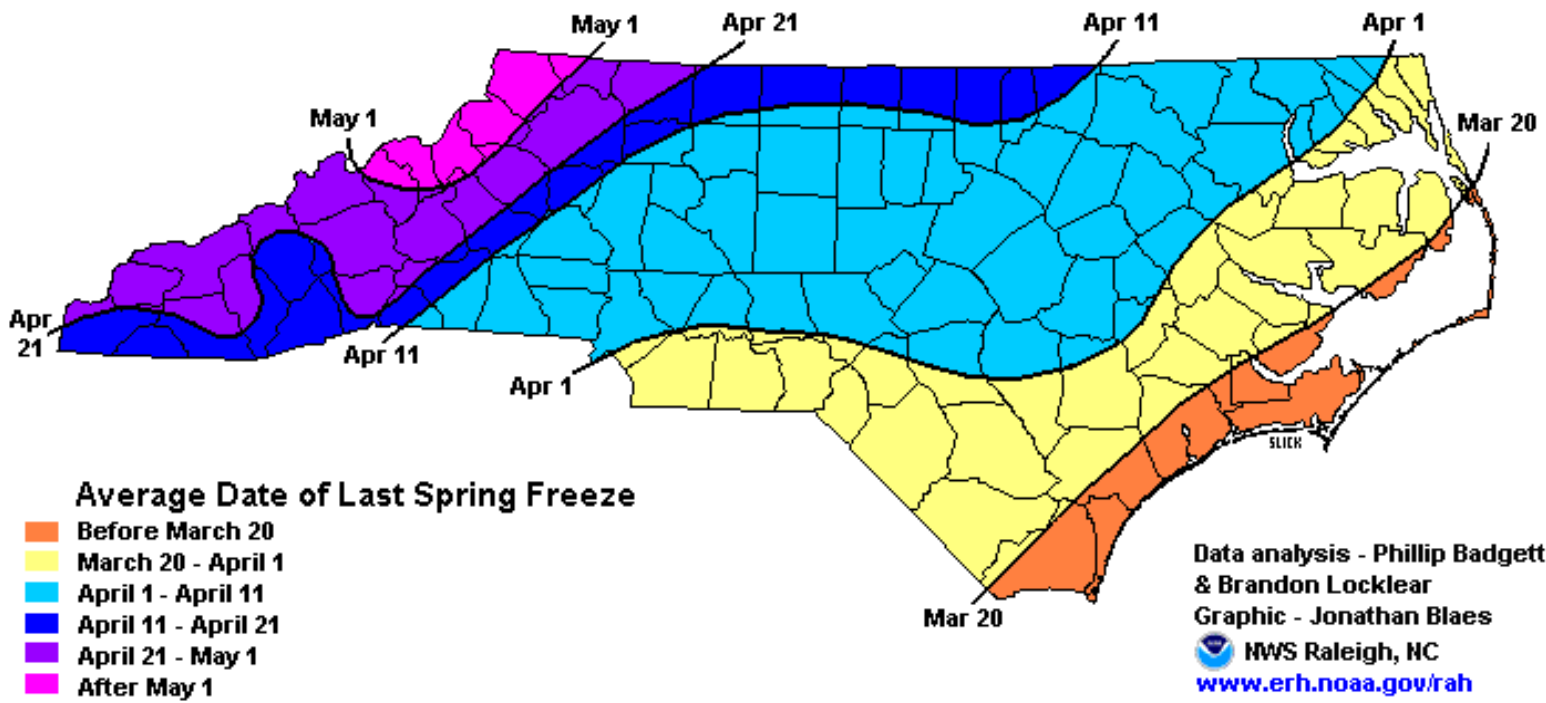 May 1
Apr 21
Apr 11
Apr 1
May 1
Mar 20
Apr
21
Apr 11
Apr 1
SLICK
Mar 20
Average Date of Last Spring Freeze
Before March 20
March 20 - April 1
April 1 - April 11
April 11 - April 21
April 21 - May 1
After May 1
Data analysis - Phillip Badgett
& Brandon Locklear
Graphic - Jonathan Blaes
NWS Raleigh, NC
www.erh.noaa.gov/rah